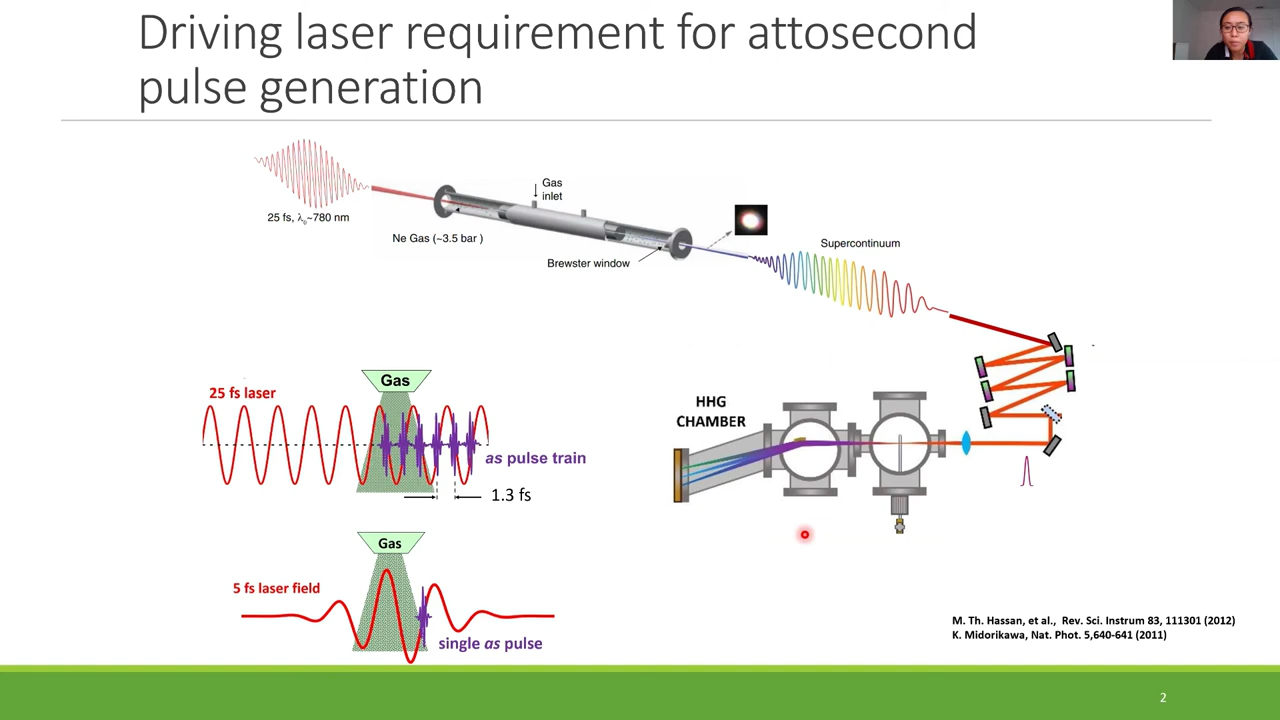 Driving laser requirement for attosecond
pulse generation
25 fs, λ₀~780 nm
Ne Gas (~3.5 bar )
Gas
inlet
Brewster window
Supercontinuum
25 fs laser
Gas
as pulse train
1.3 fs
HHG
CHAMBER
Gas
5 fs laser field
single as pulse
M. Th. Hassan, et al.,  Rev. Sci. Instrum 83, 111301 (2012)
K. Midorikawa, Nat. Phot. 5,640-641 (2011)
2